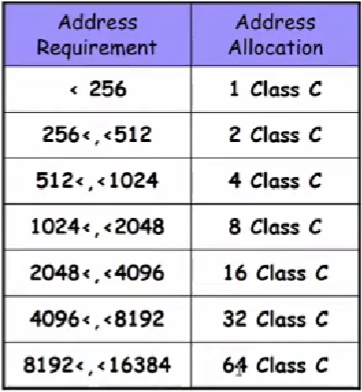 Address Requirement Address Allocation
< 256 1 Class C
256<,<512 2 Class C
512<,<1024 4 Class C
1024<,<2048 8 Class C
2048<,<4096 16 Class C
4096<,<8192 32 Class C
8192<,<16384 64 Class C